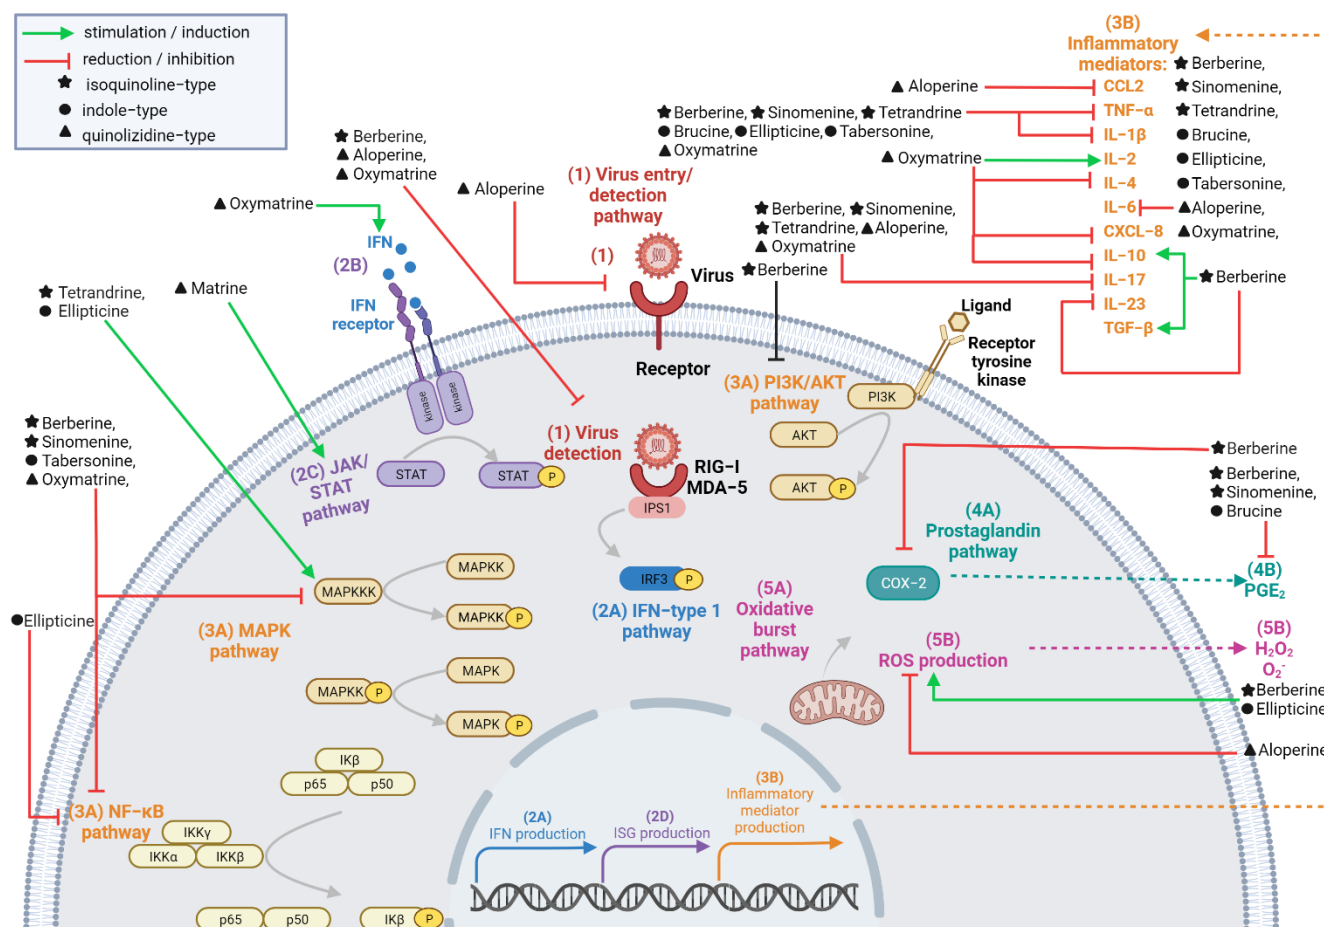 stimulation / induction
reduction / inhibition
isoquinoline-type
indole-type
quinolizidine-type
(3B)
Inflammatory
mediators:
CCL2
TNF-α
IL-1β
IL-2
IL-4
IL-6
CXCL-8
IL-10
IL-17
IL-23
TGF-β
Berberine,
Sinomenine,
Tetrandrine,
Brucine,
Ellipticine,
Tabersonine,
Aloperine,
Oxymatrine,
Berberine
Aloperine
Berberine, Sinomenine, Tetrandrine
Brucine, Ellipticine, Tabersonine,
Oxymatrine
Oxymatrine
Berberine, Sinomenine,
Tetrandrine, Aloperine,
Oxymatrine
Berberine
Berberine,
Aloperine,
Oxymatrine
Aloperine
(1) Virus entry/
detection
pathway
(1)
Virus
Receptor
Oxymatrine
IFN
(2B)
IFN
receptor
kinase
kinase
Matrine
Tetrandrine,
Ellipticine
Ligand
Receptor
tyrosine
kinase
(3A) PI3K/AKT
pathway
PI3K
AKT
AKT
P
Berberine,
Sinomenine,
Tabersonine,
Oxymatrine,
(2C) JAK/
STAT
pathway
STAT
STAT
P
(1) Virus
detection
RIG-I
MDA-5
IPS1
IRF3
P
(2A) IFN-type 1
pathway
Berberine
Berberine,
Sinomenine,
Brucine
(4A)
Prostaglandin
pathway
COX-2
(4B)
PGE₂
MAPKKK
MAPKK
MAPKK
P
(3A) MAPK
pathway
MAPKK
P
MAPK
MAPK
P
Ellipticine
(5A)
Oxidative
burst
pathway
(5B)
ROS production
(5B)
H₂O₂
O₂⁻
Berberine
Ellipticine
Aloperine
IKβ
p65
p50
(3A) NF-κB
pathway
IKKγ
IKKα
IKKβ
p65
p50
IKβ
P
(2A)
IFN production
(2D)
ISG production
(3B)
Inflammatory
mediator
production